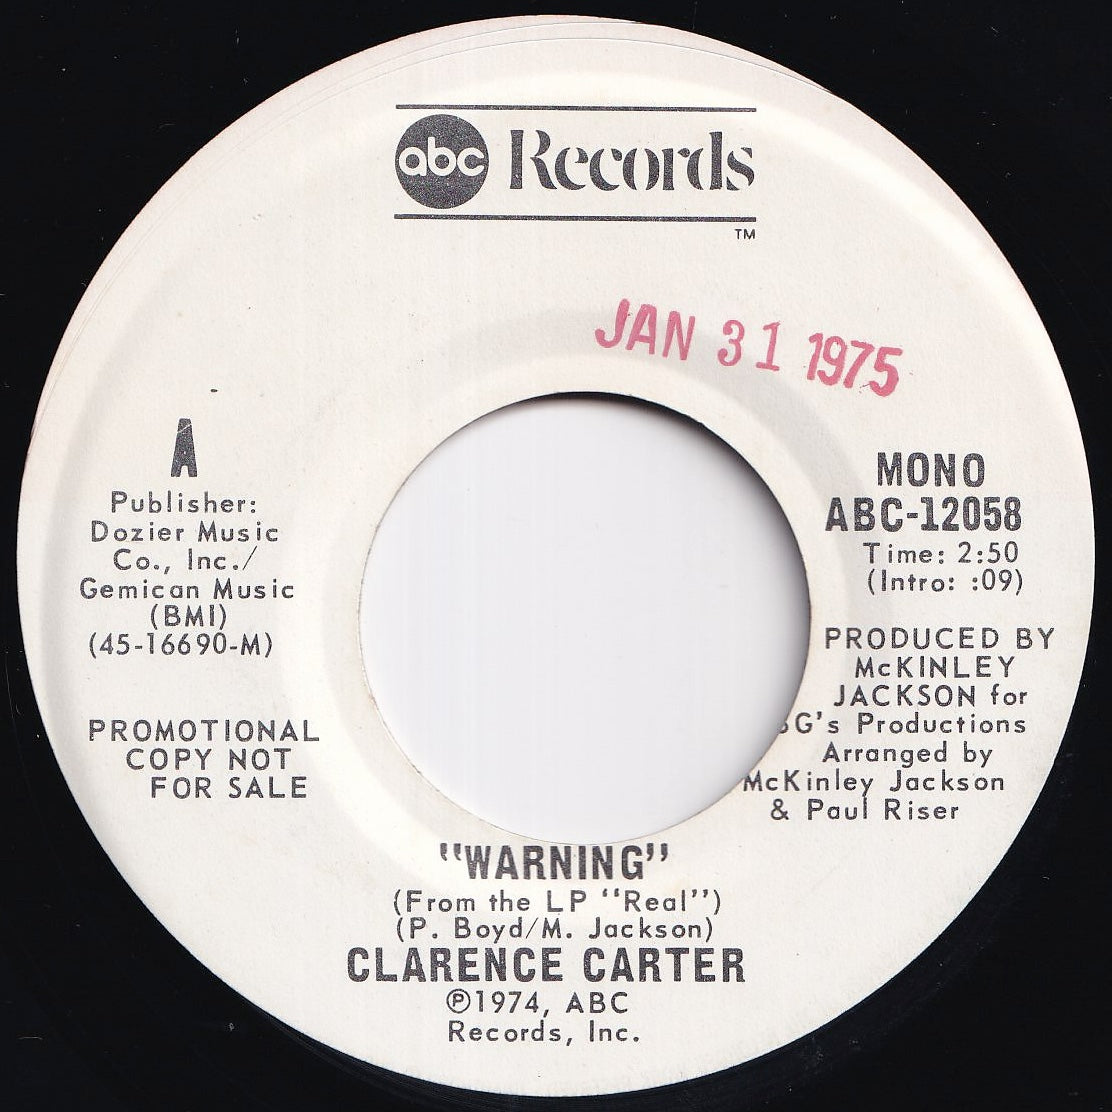 abc Records
TM
JAN 31 1975
A
Publisher:
Dozier Music
Co., Inc./
Gemican Music
(BMI)
(45-16690-M)
PROMOTIONAL
COPY NOT
FOR SALE
MONO
ABC-12058
Time: 2:50
(Intro: :09)
PRODUCED BY
McKINLEY
JACKSON for
Productions
Arranged by
McKinley Jackson
& Paul Riser
"WARNING"
(From the LP "Real")
(P. Boyd/M. Jackson)
CLARENCE CARTER
℗1974, ABC
Records, Inc.